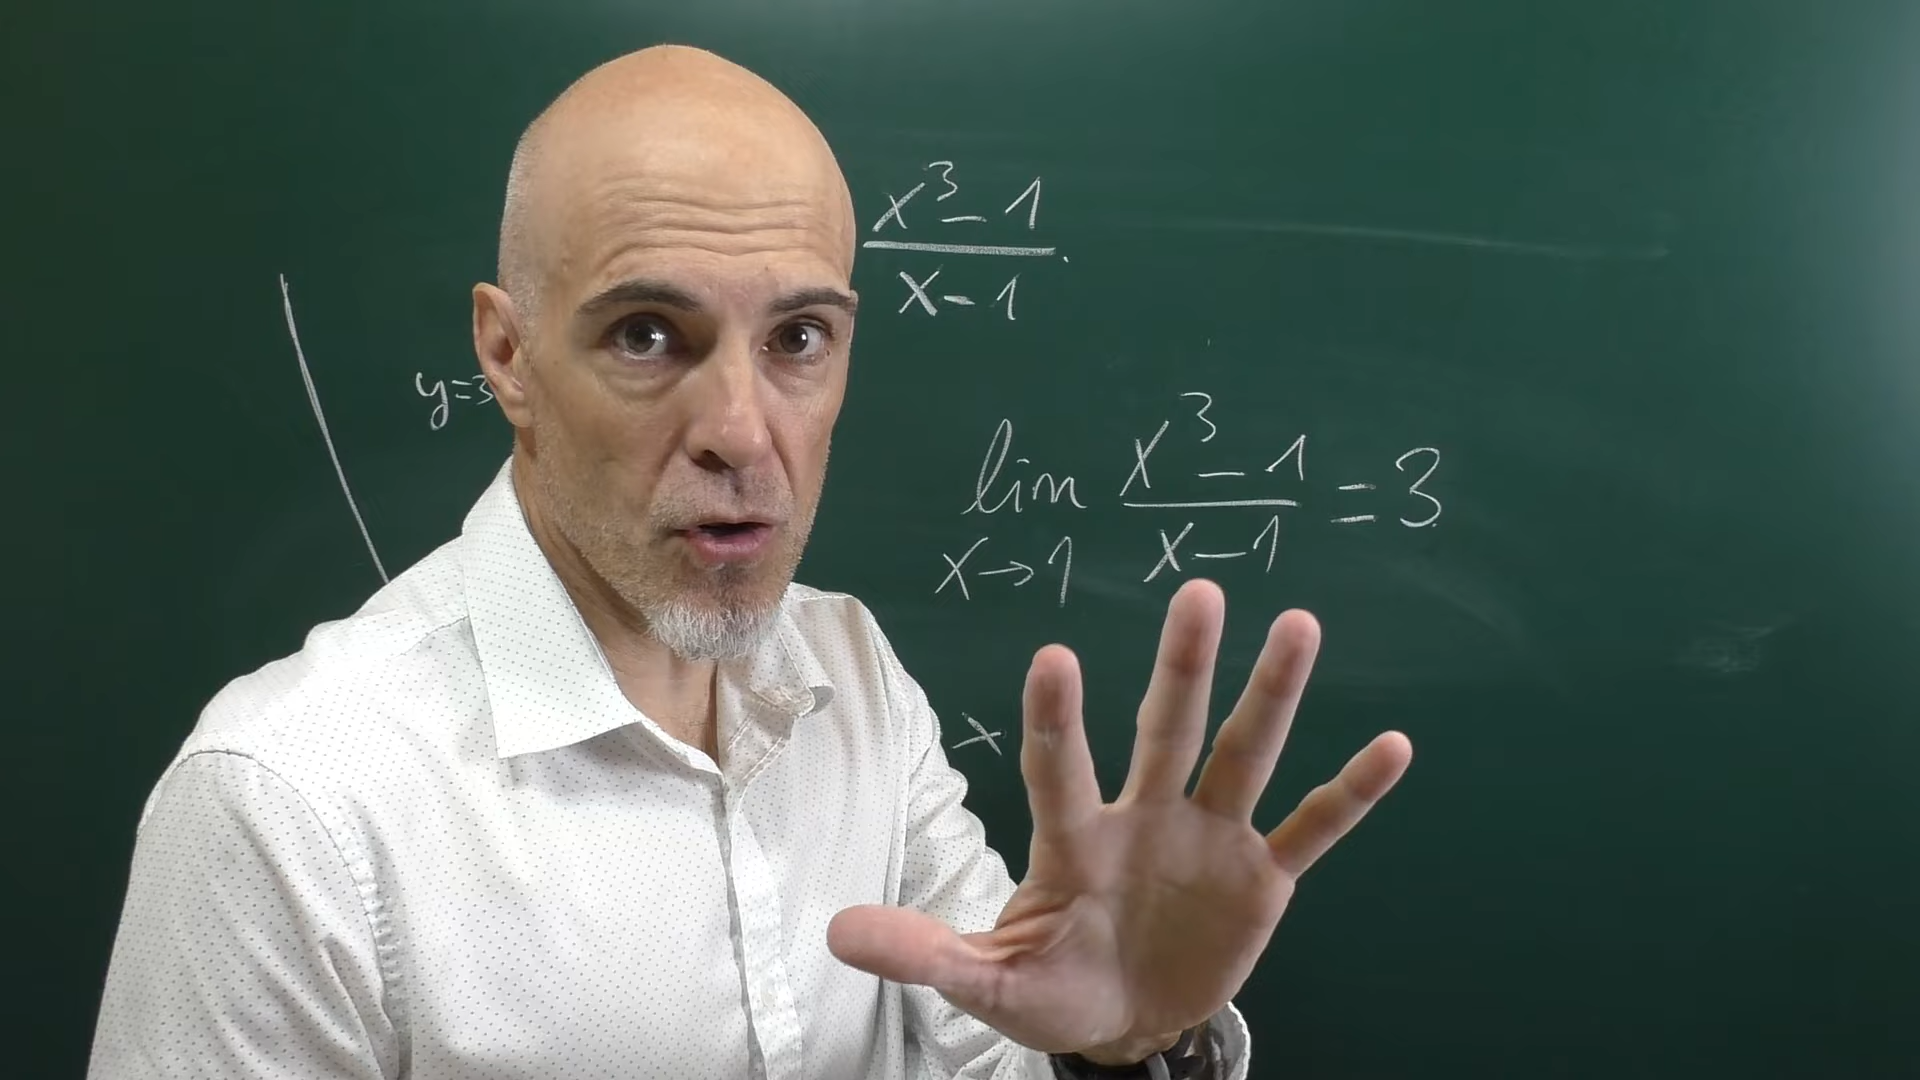 x³ - 1
x - 1
y=3
lim x³ - 1 = 3
x→1 x - 1
x